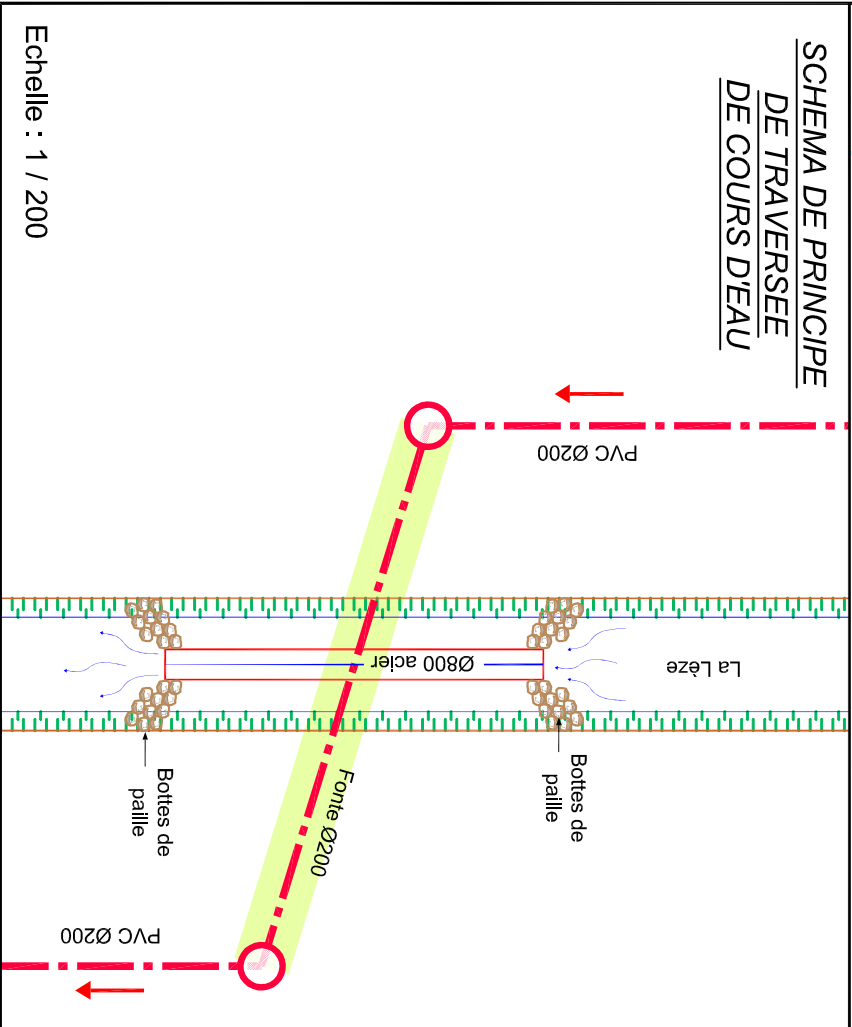 SCHEMA DE PRINCIPE
DE TRAVERSEE
DE COURS D'EAU
PVC Ø200
La Lèze
Ø800 acier
Bottes de
paille
Bottes de
paille
Fonte Ø200
PVC Ø200
Echelle : 1 / 200